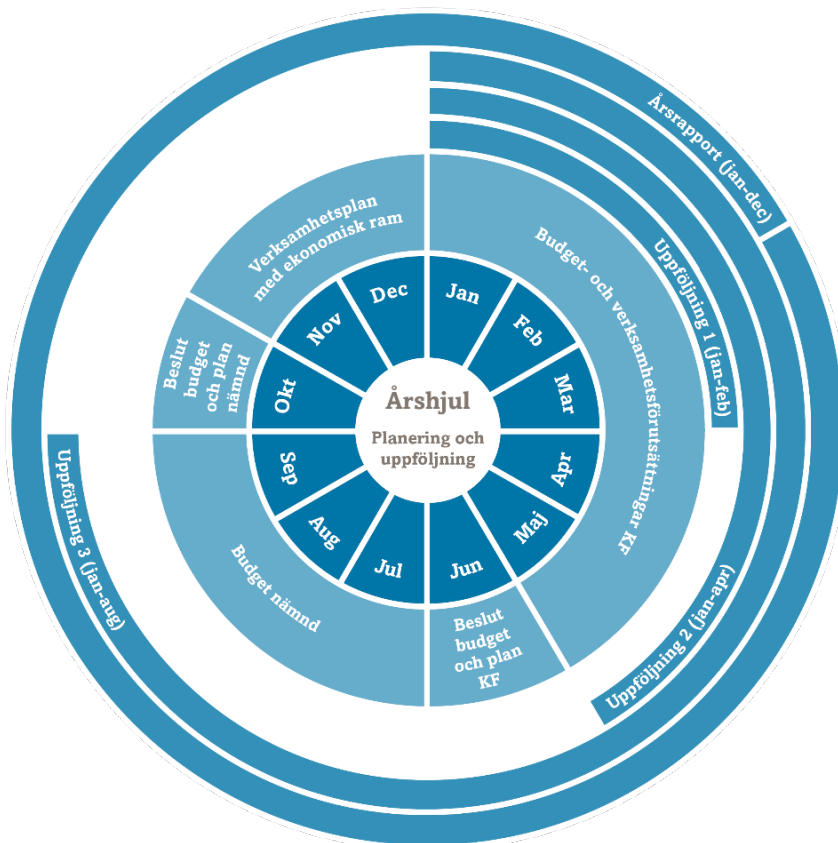 Årshjul
Planering och
uppföljning
Jan
Feb
Mar
Apr
Maj
Jun
Jul
Aug
Sep
Okt
Nov
Dec
Budget- och verksamhetsförutsättningar KF
Beslut
budget
och plan
KF
Budget nämnd
Beslut
budget
och plan
nämnd
Verksamhetsplan
med ekonomisk ram
Uppföljning 1 (jan-feb)
Uppföljning 2 (jan-apr)
Uppföljning 3 (jan-aug)
Årsrapport (jan-dec)